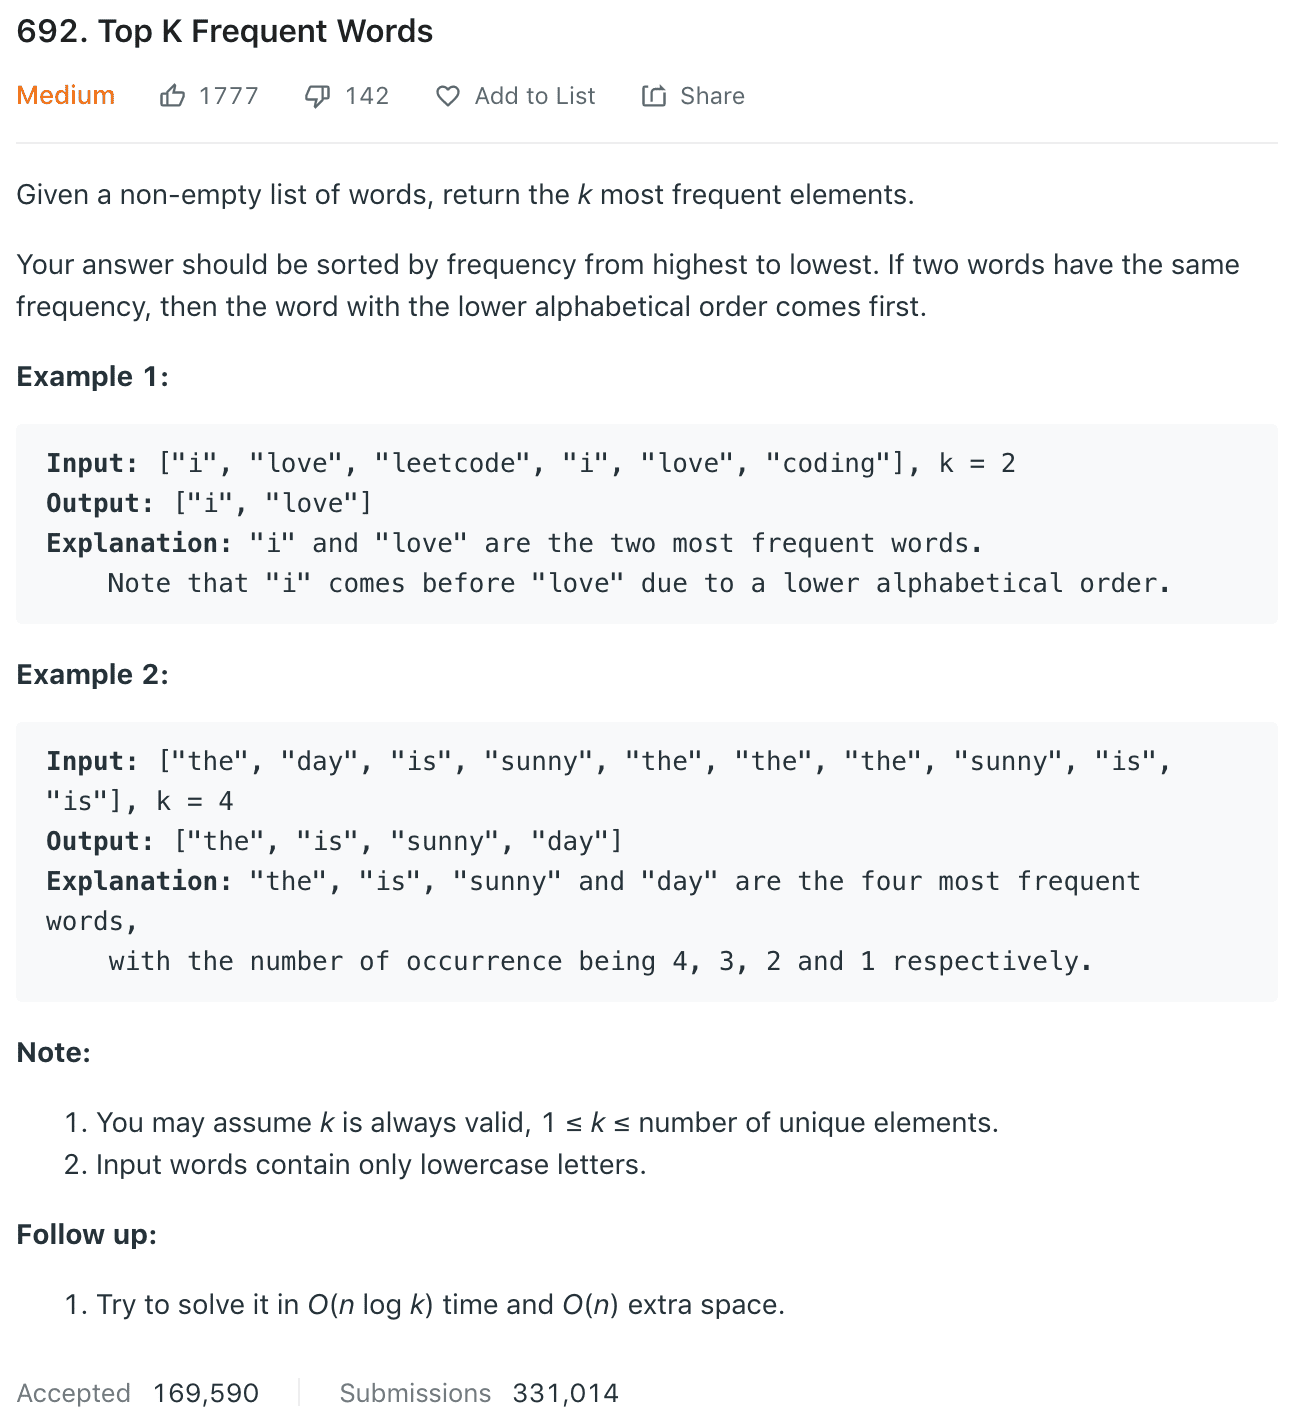 692. Top K Frequent Words
Medium 1777 142 Add to List Share
Given a non-empty list of words, return the k most frequent elements.
Your answer should be sorted by frequency from highest to lowest. If two words have the same
frequency, then the word with the lower alphabetical order comes first.
Example 1:
Input: ["i", "love", "leetcode", "i", "love", "coding"], k = 2
Output: ["i", "love"]
Explanation: "i" and "love" are the two most frequent words.
Note that "i" comes before "love" due to a lower alphabetical order.
Example 2:
Input: ["the", "day", "is", "sunny", "the", "the", "the", "sunny", "is",
"is"], k = 4
Output: ["the", "is", "sunny", "day"]
Explanation: "the", "is", "sunny" and "day" are the four most frequent
words,
with the number of occurrence being 4, 3, 2 and 1 respectively.
Note:
1. You may assume k is always valid, 1 ≤ k ≤ number of unique elements.
2. Input words contain only lowercase letters.
Follow up:
1. Try to solve it in O(n log k) time and O(n) extra space.
Accepted 169,590 Submissions 331,014